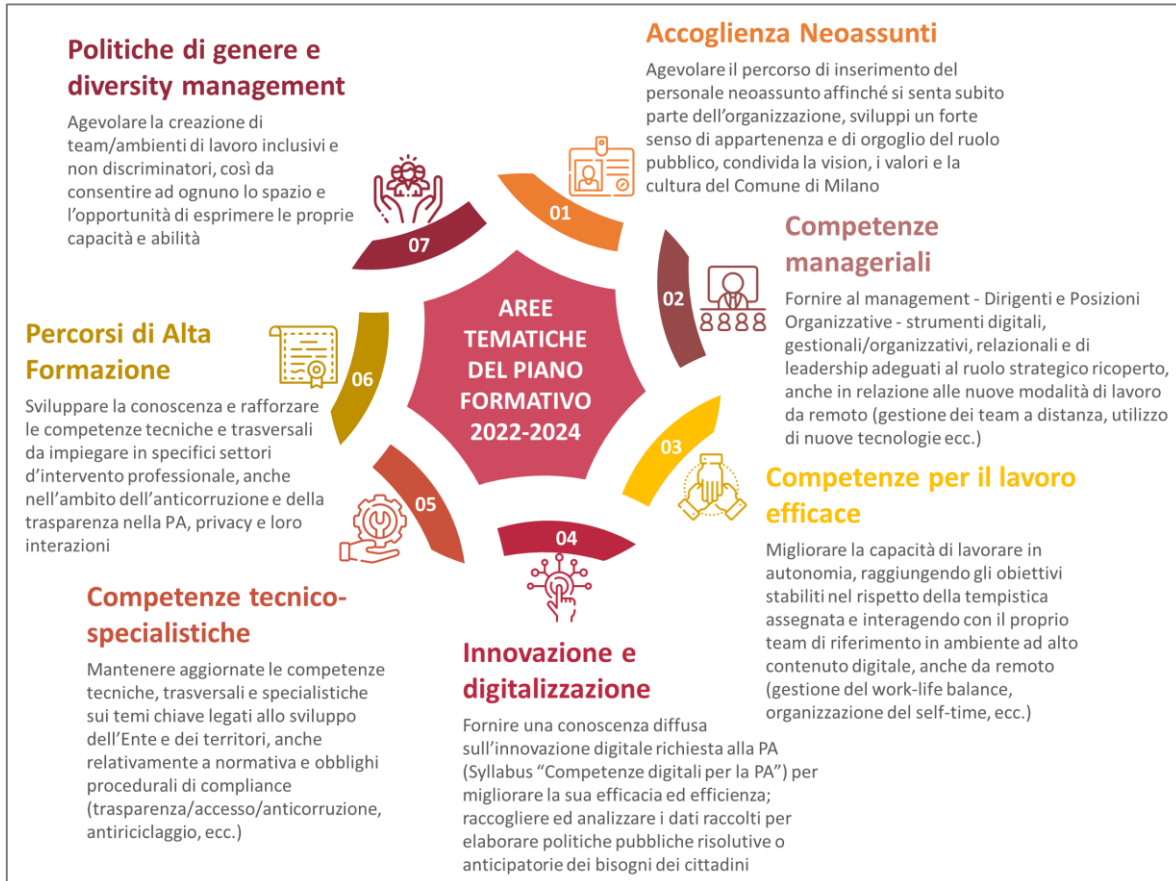 AREE
TEMATICHE
DEL PIANO
FORMATIVO
2022-2024
01
Accoglienza Neoassunti
Agevolare il percorso di inserimento del
personale neoassunto affinché si senta subito
parte dell'organizzazione, sviluppi un forte
senso di appartenenza e di orgoglio del ruolo
pubblico, condivida la vision, i valori e la
cultura del Comune di Milano
02
Competenze
manageriali
Fornire al management - Dirigenti e Posizioni
Organizzative - strumenti digitali,
gestionali/organizzativi, relazionali e di
leadership adeguati al ruolo strategico ricoperto,
anche in relazione alle nuove modalità di lavoro
da remoto (gestione dei team a distanza, utilizzo
di nuove tecnologie ecc.)
03
Competenze per il lavoro
efficace
Migliorare la capacità di lavorare in
autonomia, raggiungendo gli obiettivi
stabiliti nel rispetto della tempistica
assegnata e interagendo con il proprio
team di riferimento in ambiente ad alto
contenuto digitale, anche da remoto
(gestione del work-life balance,
organizzazione del self-time, ecc.)
04
Innovazione e
digitalizzazione
Fornire una conoscenza diffusa
sull'innovazione digitale richiesta alla PA
(Syllabus "Competenze digitali per la PA") per
migliorare la sua efficacia ed efficienza;
raccogliere ed analizzare i dati raccolti per
elaborare politiche pubbliche risolutive o
anticipatorie dei bisogni dei cittadini
05
Competenze tecnico-
specialistiche
Mantenere aggiornate le competenze
tecniche, trasversali e specialistiche
sui temi chiave legati allo sviluppo
dell'Ente e dei territori, anche
relativamente a normativa e obblighi
procedurali di compliance
(trasparenza/accesso/anticorruzione,
antiriciclaggio, ecc.)
06
Percorsi di Alta
Formazione
Sviluppare la conoscenza e rafforzare
le competenze tecniche e trasversali
da impiegare in specifici settori
d'intervento professionale, anche
nell'ambito dell'anticorruzione e della
trasparenza nella PA, privacy e loro
interazioni
07
Politiche di genere e
diversity management
Agevolare la creazione di
team/ambienti di lavoro inclusivi e
non discriminatori, così da
consentire ad ognuno lo spazio e
l'opportunità di esprimere le proprie
capacità e abilità